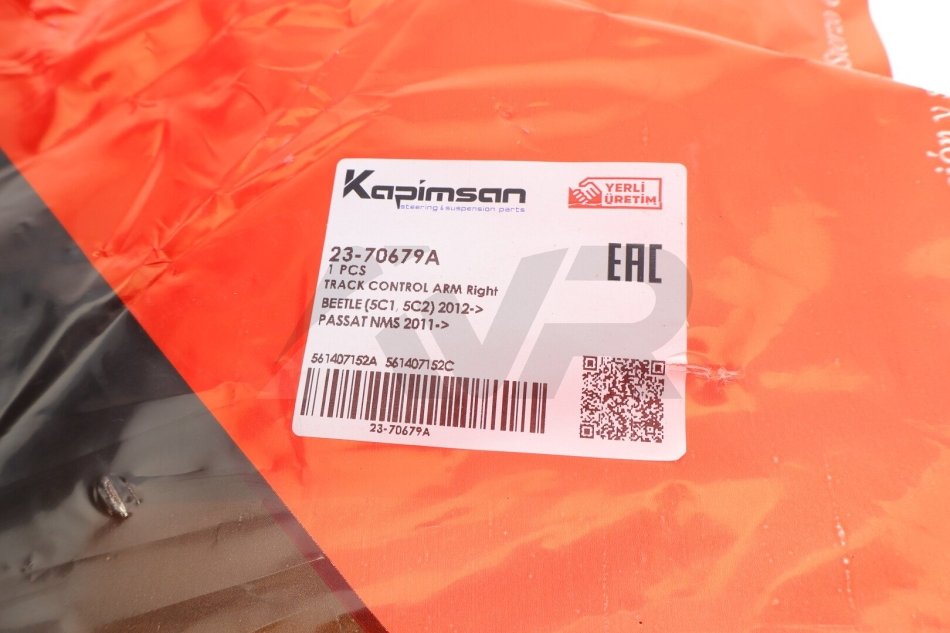 Kapimsan
steering & suspension parts
YERLİ
ÜRETİM
23-70679A
1 PCS
TRACK CONTROL ARM Right
BEETLE (5C1, 5C2) 2012->
PASSAT NMS 2011->
EAC
561407152A 561407152C
23-70679A
KVR